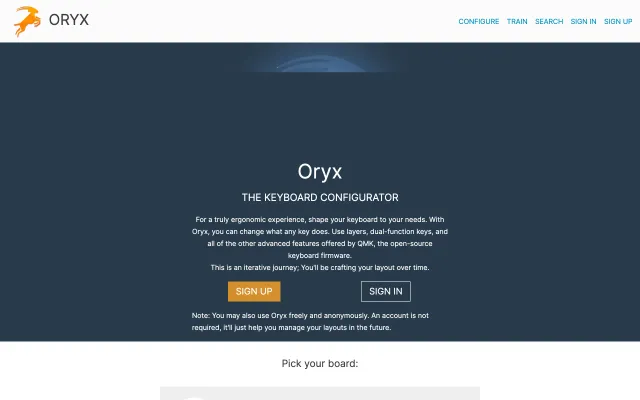 ORYX
CONFIGURE TRAIN SEARCH SIGN IN SIGN UP
Oryx
THE KEYBOARD CONFIGURATOR
For a truly ergonomic experience, shape your keyboard to your needs. With
Oryx, you can change what any key does. Use layers, dual-function keys, and
all of the other advanced features offered by QMK, the open-source
keyboard firmware.
This is an iterative journey; You'll be crafting your layout over time.
SIGN UP SIGN IN
Note: You may also use Oryx freely and anonymously. An account is not
required, it'll just help you manage your layouts in the future.
Pick your board: